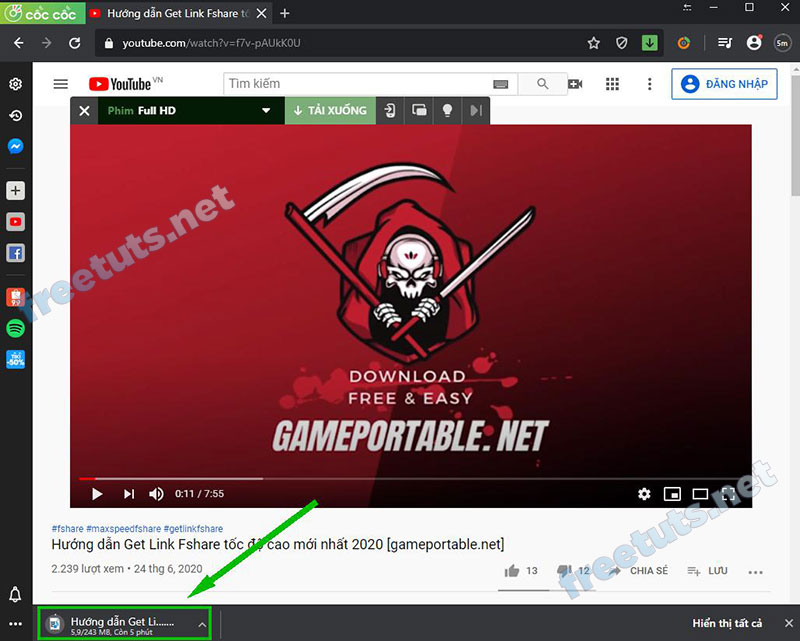 cốc cốc
Hướng dẫn Get Link Fshare tố
youtube.com/watch?v=f7v-pAUkK0U
5m
YouTube VN
Tìm kiếm
ĐĂNG NHẬP
Phim Full HD
TẢI XUỐNG
freetuts.net
DOWNLOAD
FREE & EASY
GAMEPORTABLE.NET
0:11 / 7:55
#fshare #maxspeedfshare #getlinkfshare
Hướng dẫn Get Link Fshare tốc độ cao mới nhất 2020 [gameportable.net]
2.239 lượt xem • 24 thg 6, 2020
13
12
CHIA SẺ
LƯU
freetuts.net
Hướng dẫn Get Li.......
5,9/243 MB, Còn 5 phút
Hiển thị tất cả